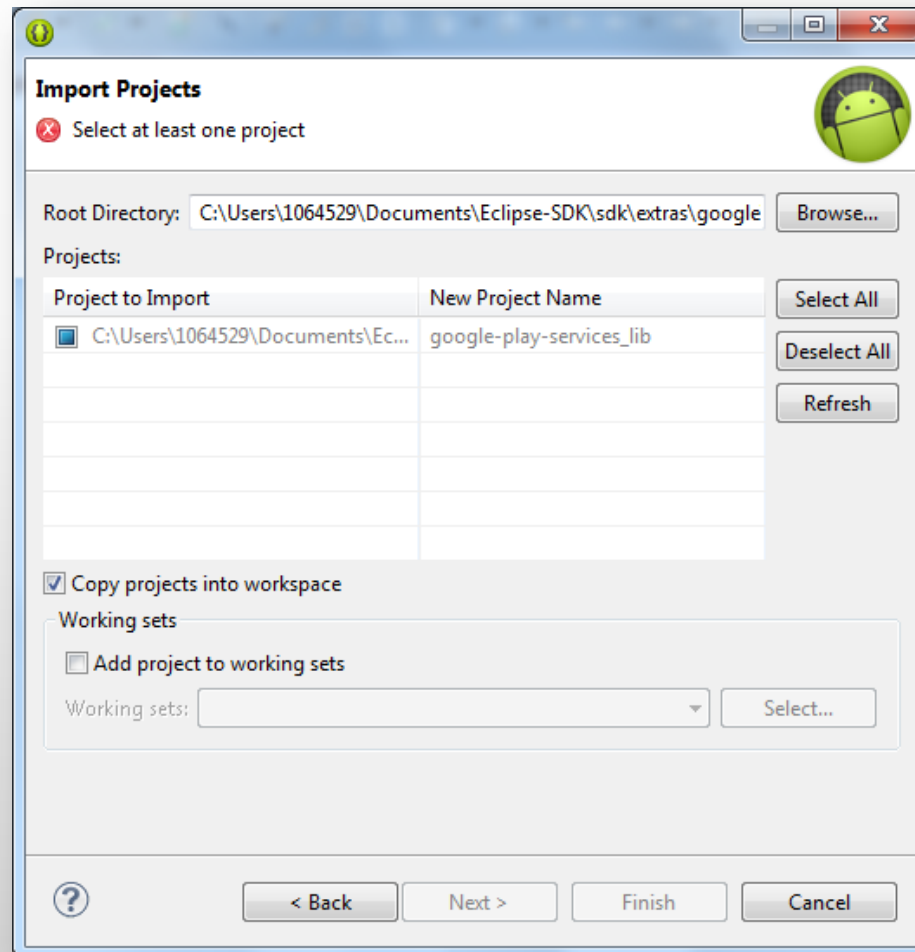 Import Projects
Select at least one project
Root Directory: C:\Users\1064529\Documents\Eclipse-SDK\sdk\extras\google Browse...
Projects:
Project to Import New Project Name Select All
C:\Users\1064529\Documents\Ec... google-play-services_lib
Deselect All
Refresh
Copy projects into workspace
Working sets
Add project to working sets
Working sets: Select...
? < Back Next > Finish Cancel